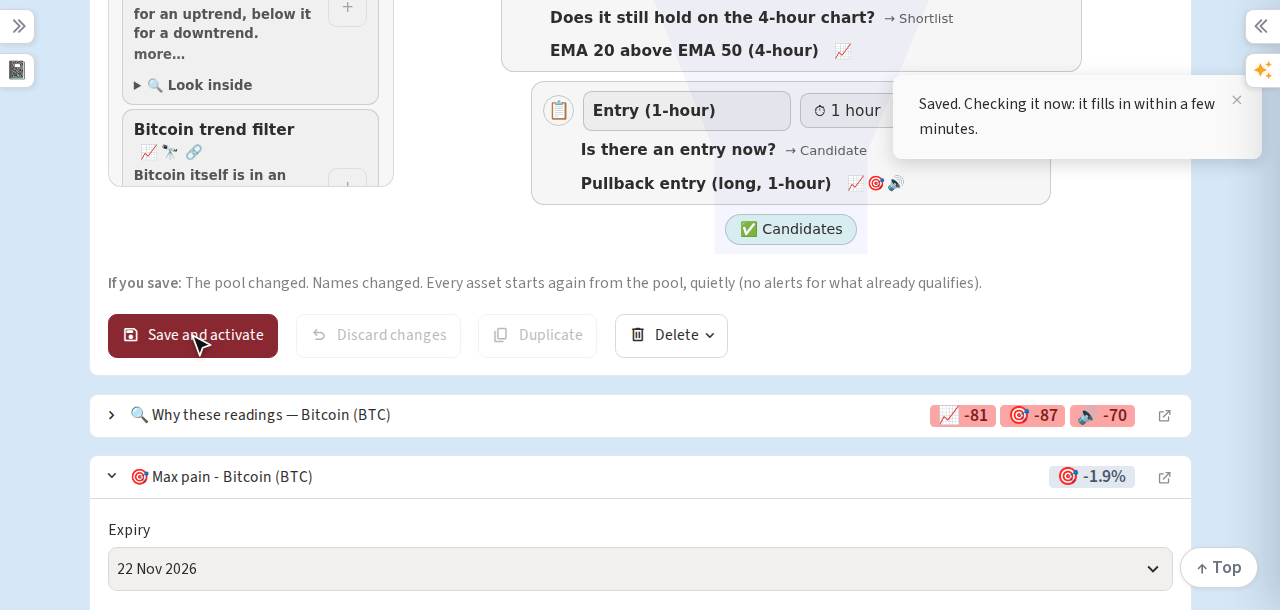 for an uptrend, below it
for a downtrend.
more...
▶ 🔍 Look inside
Bitcoin trend filter
Bitcoin itself is in an
Does it still hold on the 4-hour chart? → Shortlist
EMA 20 above EMA 50 (4-hour)
Entry (1-hour)
⏱ 1 hour
Is there an entry now? → Candidate
Pullback entry (long, 1-hour)
✅ Candidates
Saved. Checking it now: it fills in within a few
minutes.
If you save: The pool changed. Names changed. Every asset starts again from the pool, quietly (no alerts for what already qualifies).
Save and activate
Discard changes
Duplicate
Delete
🔍 Why these readings — Bitcoin (BTC)
📈 -81 🎯 -87 🔊 -70
🎯 Max pain - Bitcoin (BTC)
🎯 -1.9%
Expiry
22 Nov 2026
↑ Top